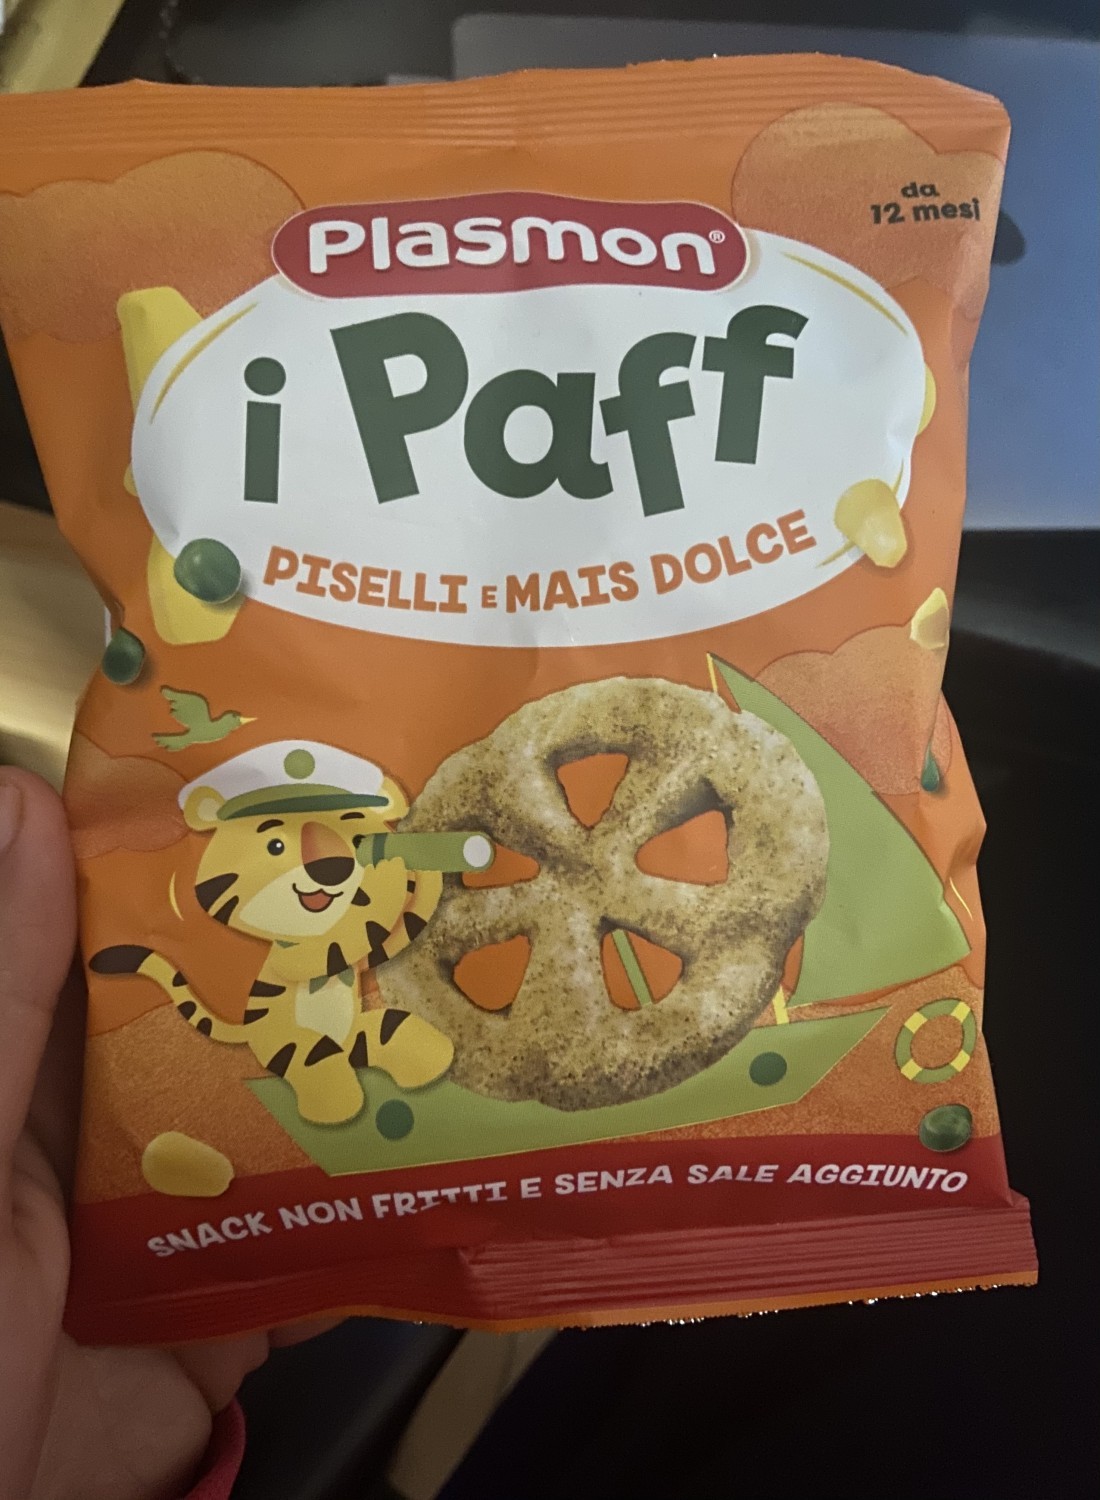 da
12 mesi
Plasmon®
i Paff
PISELLI E MAIS DOLCE
SNACK NON FRITTI E SENZA SALE AGGIUNTO